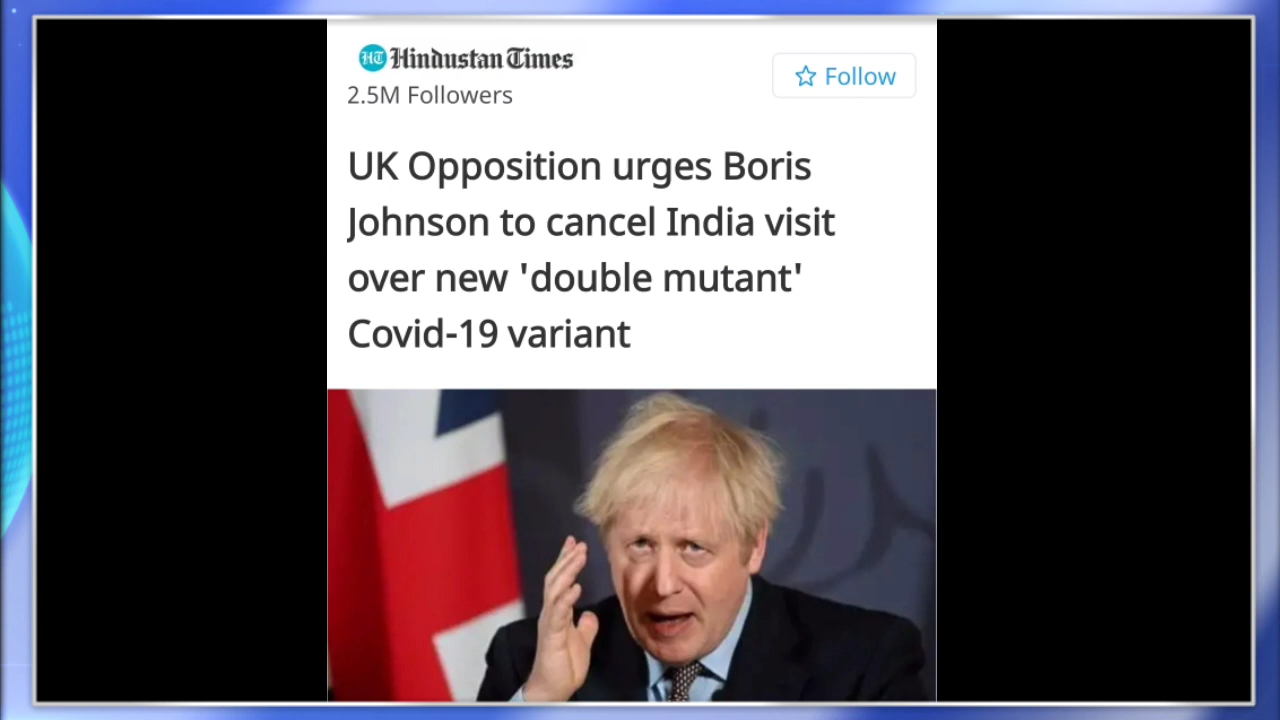 HT Hindustan Times
2.5M Followers
Follow
UK Opposition urges Boris
Johnson to cancel India visit
over new 'double mutant'
Covid-19 variant